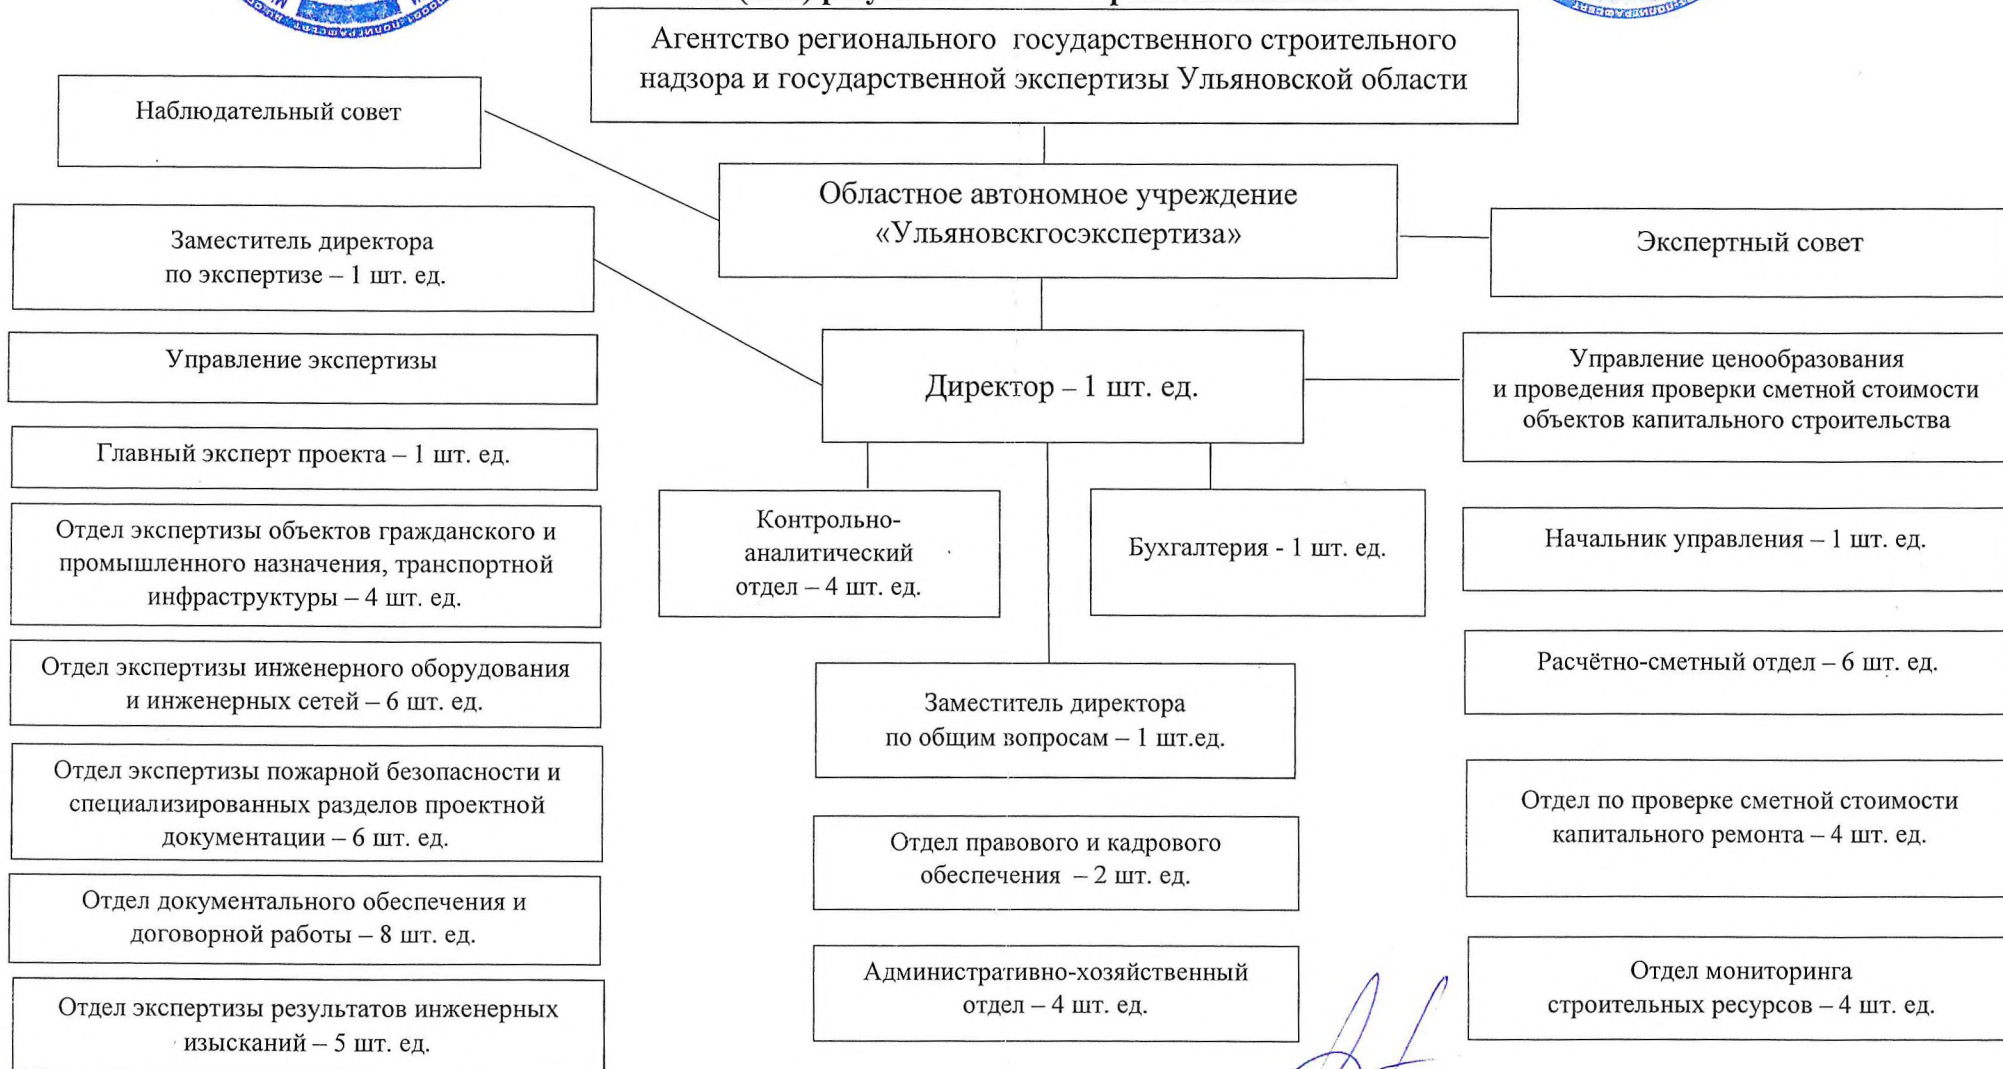 Агентство регионального государственного строительного
надзора и государственной экспертизы Ульяновской области
Наблюдательный совет
Областное автономное учреждение
«Ульяновскгосэкспертиза»
Экспертный совет
Заместитель директора
по экспертизе – 1 шт. ед.
Директор – 1 шт. ед.
Управление экспертизы
Главный эксперт проекта – 1 шт. ед.
Отдел экспертизы объектов гражданского и
промышленного назначения, транспортной
инфраструктуры – 4 шт. ед.
Отдел экспертизы инженерного оборудования
и инженерных сетей – 6 шт. ед.
Отдел экспертизы пожарной безопасности и
специализированных разделов проектной
документации – 6 шт. ед.
Отдел документального обеспечения и
договорной работы – 8 шт. ед.
Отдел экспертизы результатов инженерных
изысканий – 5 шт. ед.
Контрольно-
аналитический
отдел – 4 шт. ед.
Бухгалтерия - 1 шт. ед.
Заместитель директора
по общим вопросам – 1 шт.ед.
Отдел правового и кадрового
обеспечения – 2 шт. ед.
Административно-хозяйственный
отдел – 4 шт. ед.
Управление ценообразования
и проведения проверки сметной стоимости
объектов капитального строительства
Начальник управления – 1 шт. ед.
Расчётно-сметный отдел – 6 шт. ед.
Отдел по проверке сметной стоимости
капитального ремонта – 4 шт. ед.
Отдел мониторинга
строительных ресурсов – 4 шт. ед.